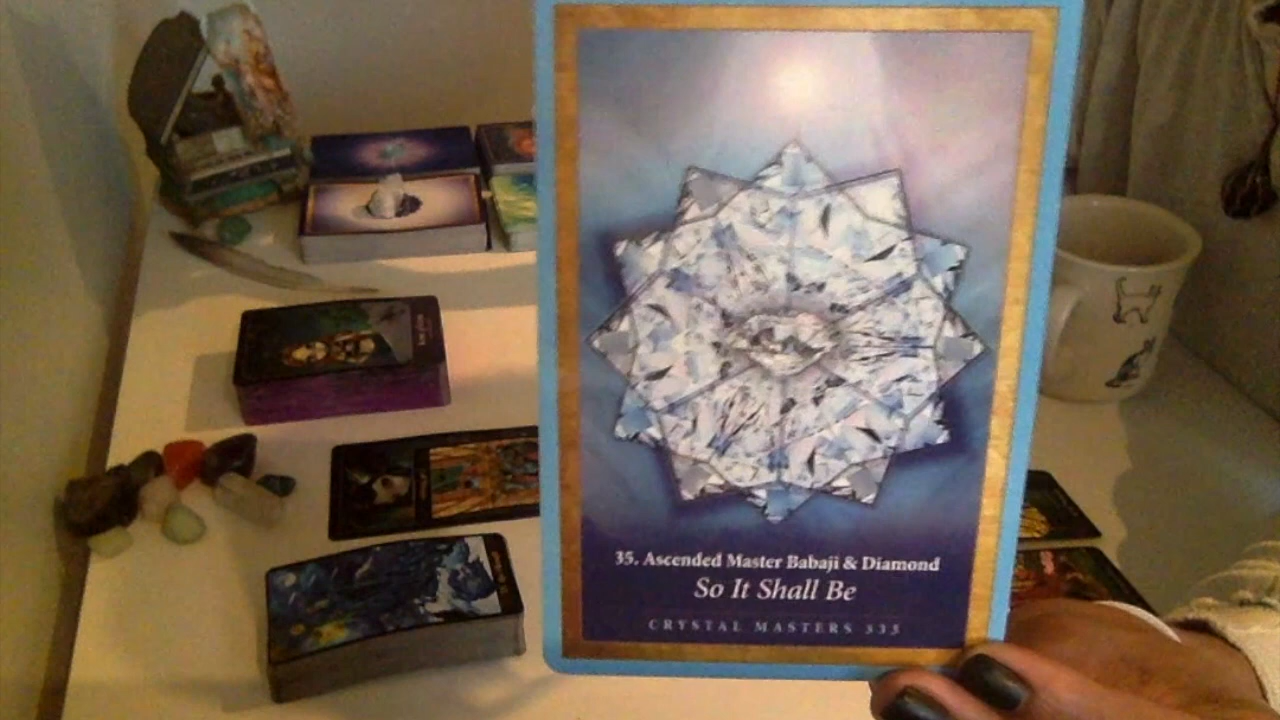 35. Ascended Master Babaji & Diamond
So It Shall Be
CRYSTAL MASTERS 333